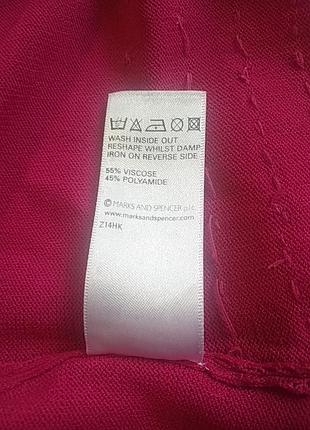 WASH INSIDE OUT
RESHAPE WHILST DAMP
IRON ON REVERSE SIDE
55% VISCOSE
45% POLYAMIDE
© MARKS AND SPENCER p.l.c.
www.marksandspencer.com
Z14HK